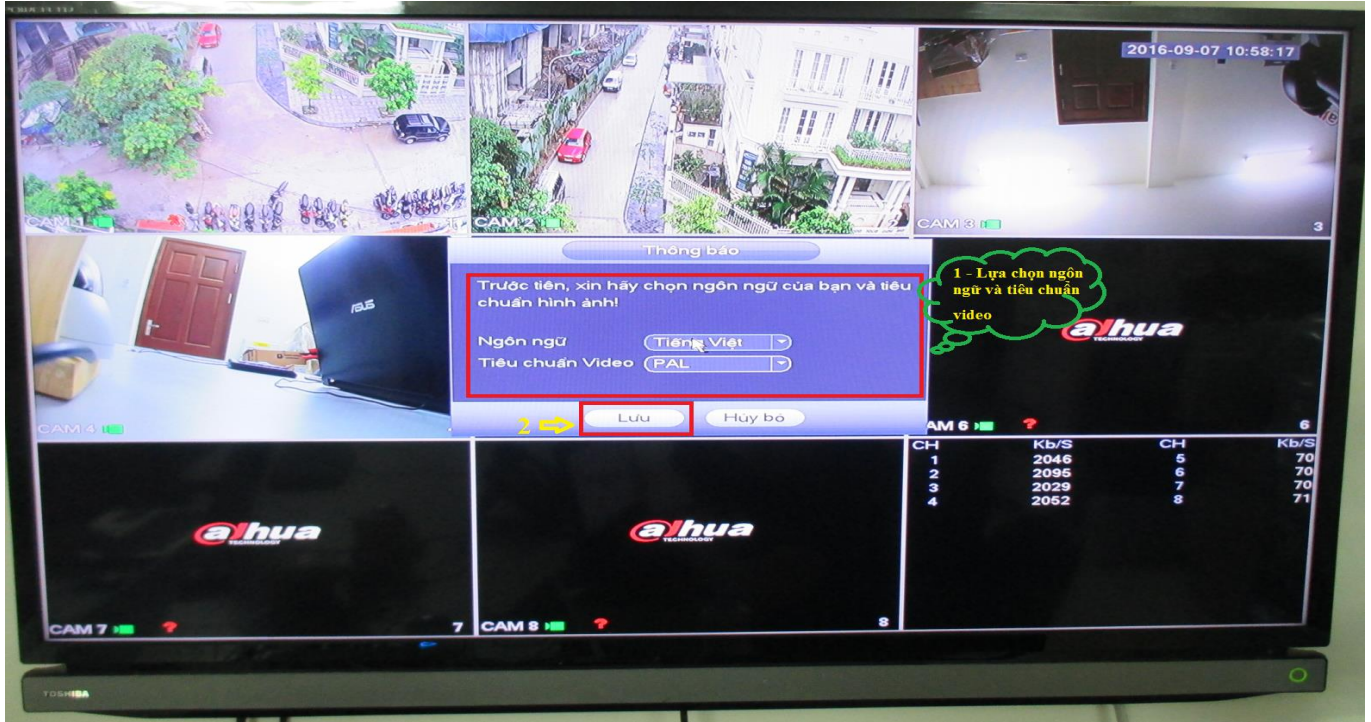 2016-09-07 10:58:17
CAM 1
CAM 2
CAM 3
3
Thông báo
Trước tiên, xin hãy chọn ngôn ngữ của bạn và tiêu
chuẩn hình ảnh!
Ngôn ngữ
Tiếng Việt
Tiêu chuẩn Video
PAL
Lưu
Hủy bỏ
2
1 - Lựa chọn ngôn
ngữ và tiêu chuẩn
video
ASUS
alhua
TECHNOLOGY
CAM 4
CAM 6
6
CH Kb/S CH Kb/S
1 2046 5 70
2 2095 6 70
3 2029 7 70
4 2052 8 71
alhua
TECHNOLOGY
alhua
TECHNOLOGY
CAM 7
?
7
CAM 8
?
8
TOSHIBA